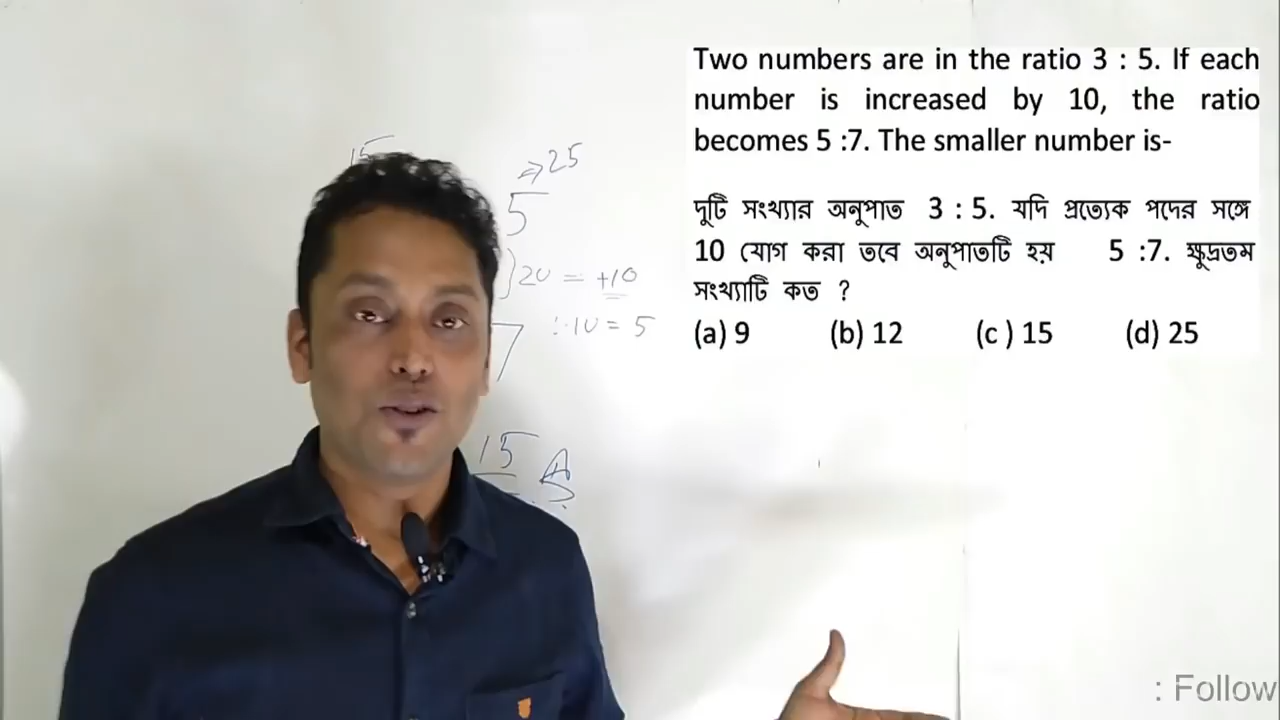 Two numbers are in the ratio 3 : 5. If each
number is increased by 10, the ratio
becomes 5 :7. The smaller number is-
দুটি সংখ্যার অনুপাত 3 : 5. যদি প্রত্যেক পদের সঙ্গে
10 যোগ করা তবে অনুপাতটি হয় 5 :7. ক্ষুদ্রতম
সংখ্যাটি কত ?
(a) 9 (b) 12 (c ) 15 (d) 25
15
⇒25
5
}20 = +10
7 ∴10 = 5
15
: Follow